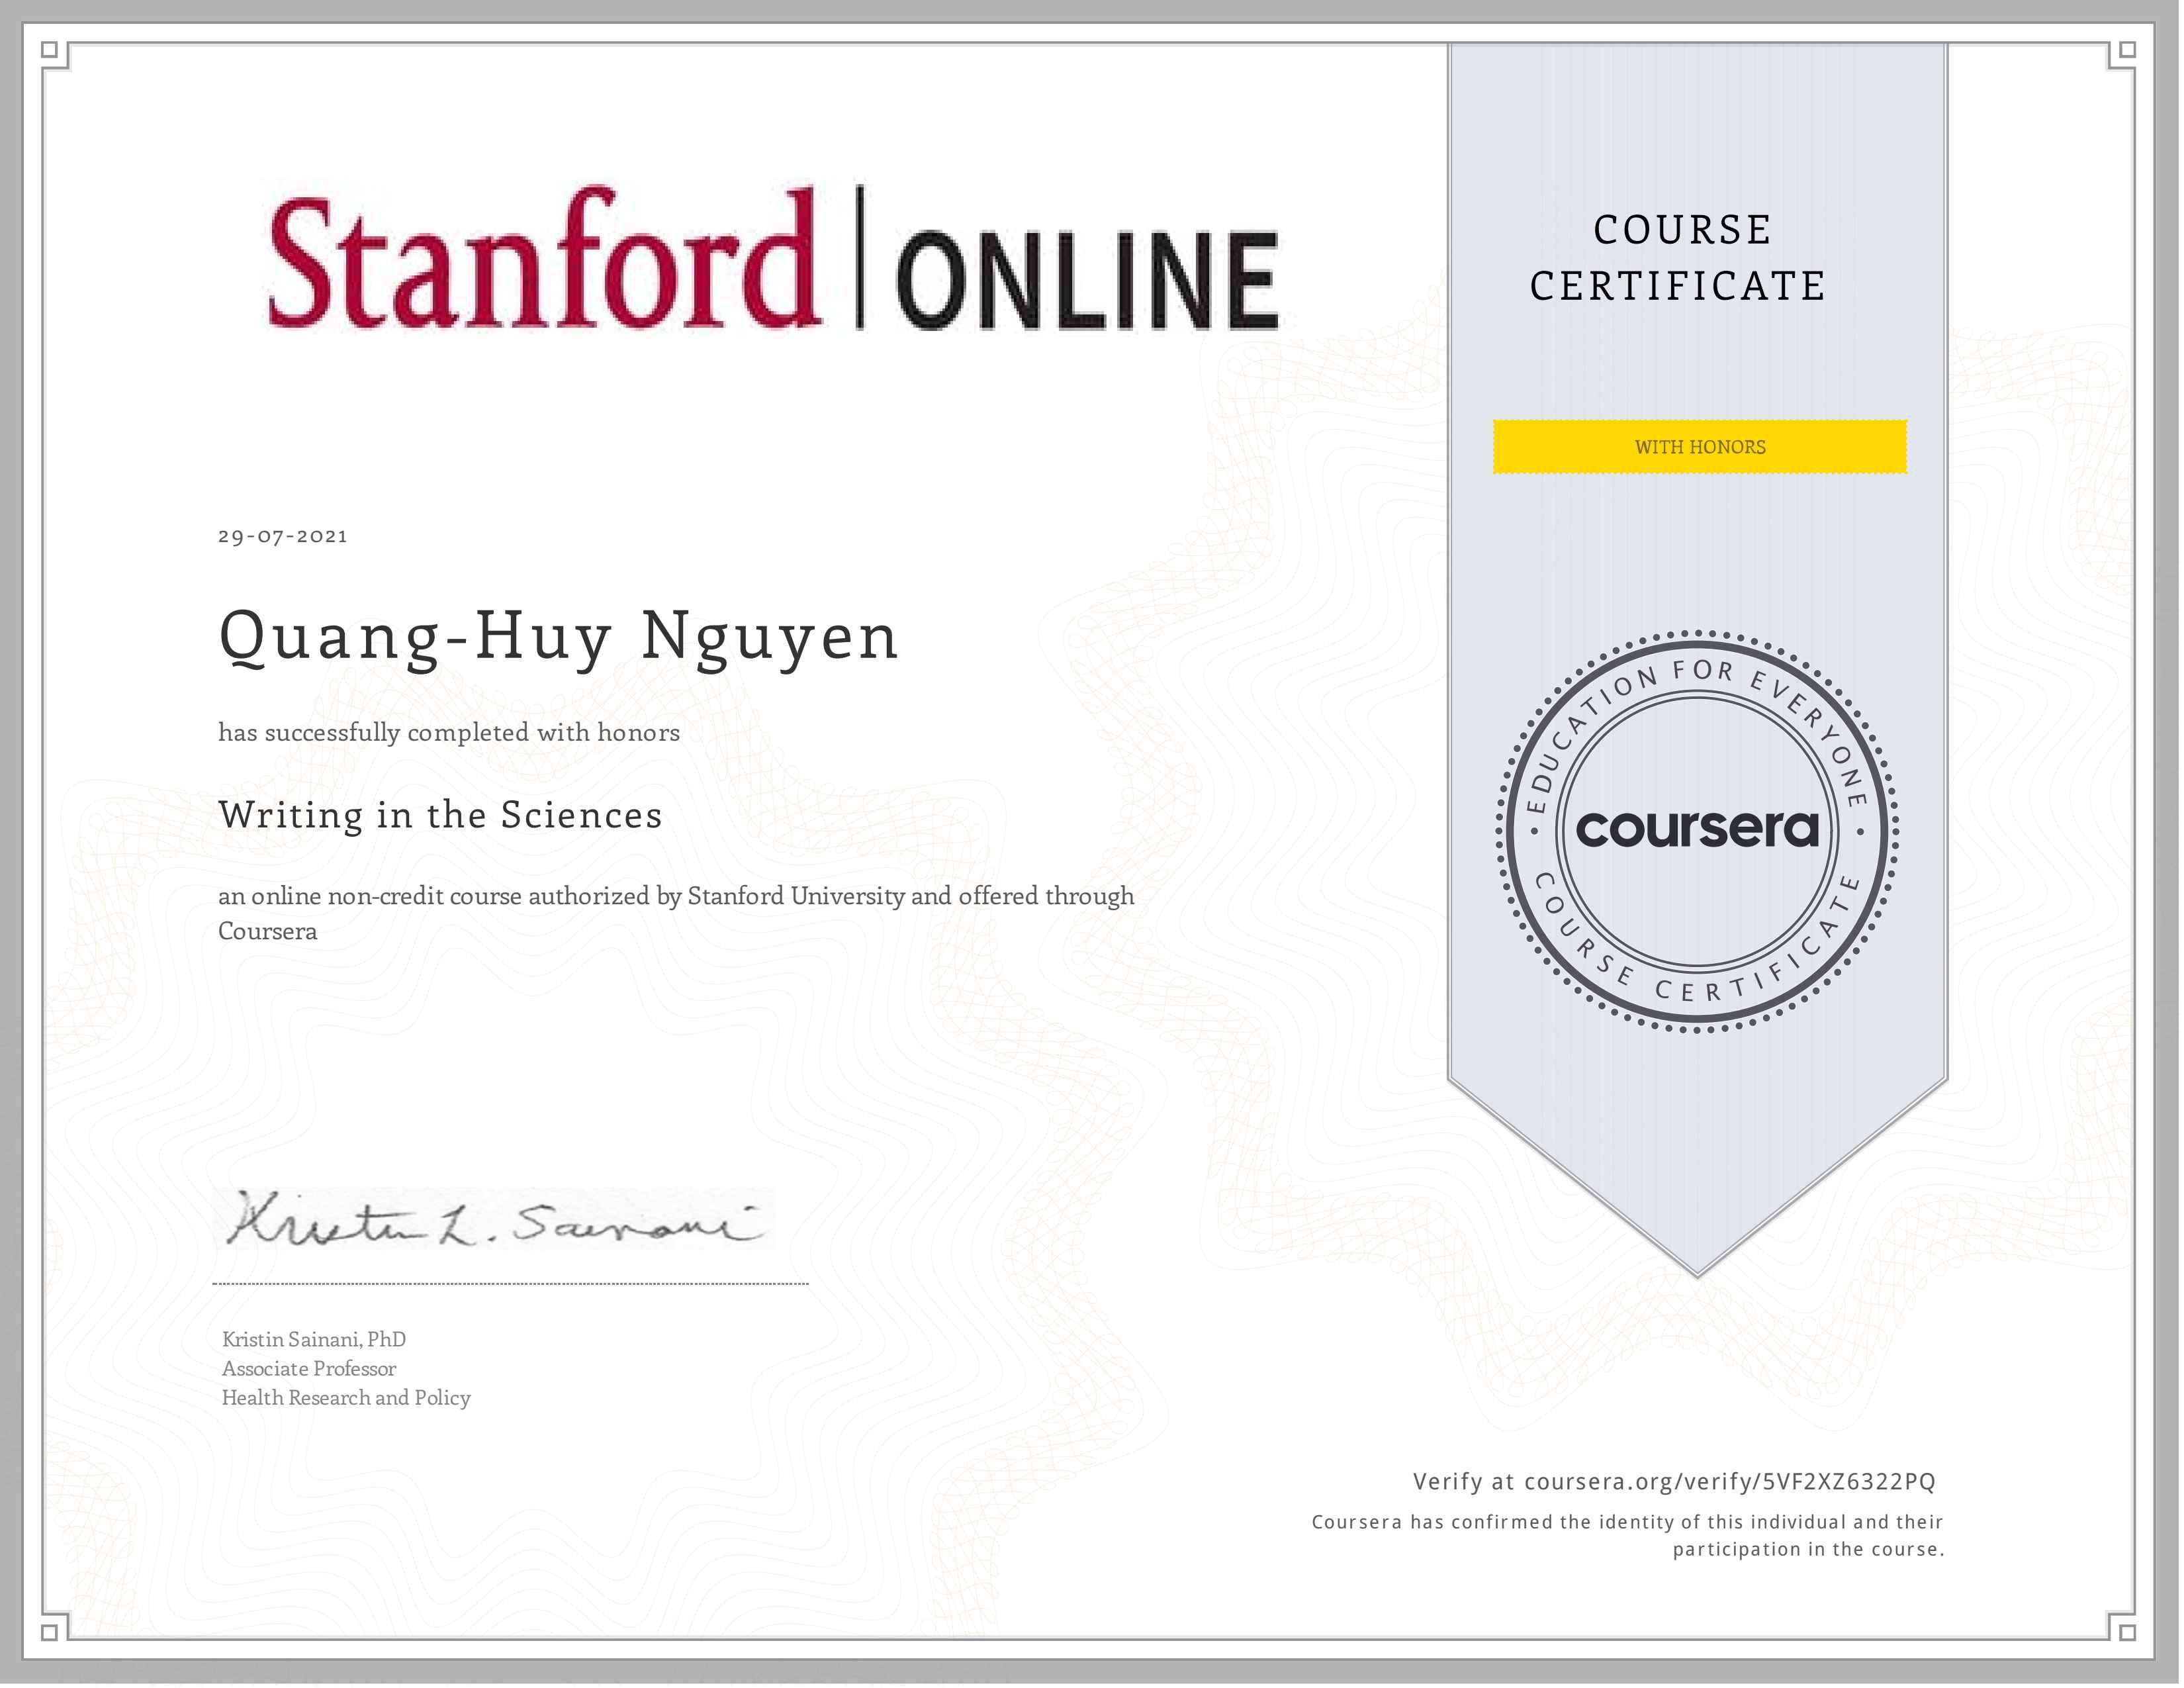 Stanford | ONLINE
COURSE
CERTIFICATE
WITH HONORS
29-07-2021
Quang-Huy Nguyen
has successfully completed with honors
Writing in the Sciences
an online non-credit course authorized by Stanford University and offered through
Coursera
EDUCATION FOR EVERYONE
coursera
COURSE CERTIFICATE
Kristin L. Sainani
Kristin Sainani, PhD
Associate Professor
Health Research and Policy
Verify at coursera.org/verify/5VF2XZ6322PQ
Coursera has confirmed the identity of this individual and their
participation in the course.